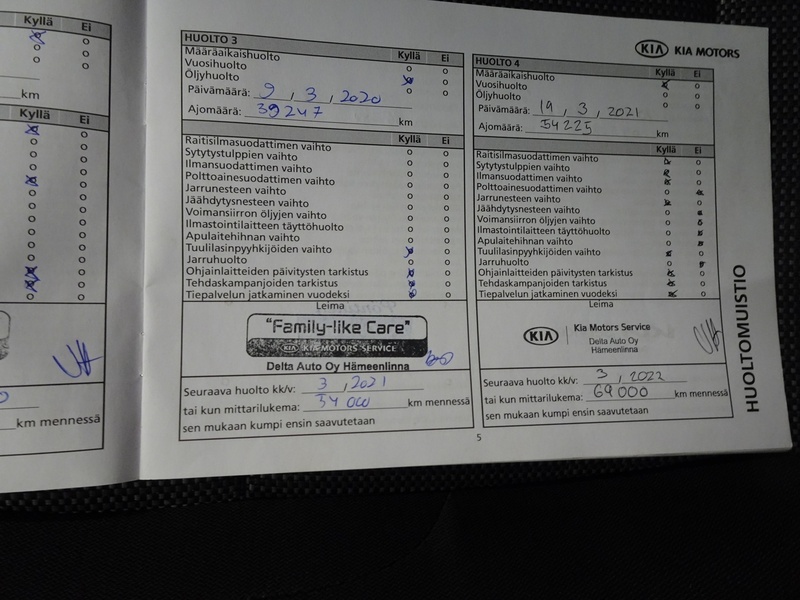 Kyllä Ei
km
Kyllä Ei
km mennessä
HUOLTO 3
Kyllä Ei
Määräaikaishuolto
Vuosihuolto
Öljyhuolto
Päivämäärä: 9, 3, 2020
Ajomäärä: 39247 km
Kyllä Ei
Raitisilmasuodattimen vaihto
Sytytystulppien vaihto
Ilmansuodattimen vaihto
Polttoainesuodattimen vaihto
Jarrunesteen vaihto
Jäähdytysnesteen vaihto
Voimansiirron öljyjen vaihto
Ilmastointilaitteen täyttöhuolto
Apulaitehihnan vaihto
Tuulilasinpyyhkijöiden vaihto
Jarruhuolto
Ohjainlaitteiden päivitysten tarkistus
Tehdaskampanjoiden tarkistus
Tiepalvelun jatkaminen vuodeksi
Leima
"Family-like Care"
KIA KIA MOTORS SERVICE
Delta Auto Oy Hämeenlinna
Seuraava huolto kk/v: 3, 2021
tai kun mittarilukema: 54 000 km mennessä
sen mukaan kumpi ensin saavutetaan
KIA KIA MOTORS
HUOLTO 4
Kyllä Ei
Määräaikaishuolto
Vuosihuolto
Öljyhuolto
Päivämäärä: 19, 3, 2021
Ajomäärä: 54225 km
Kyllä Ei
Raitisilmasuodattimen vaihto
Sytytystulppien vaihto
Ilmansuodattimen vaihto
Polttoainesuodattimen vaihto
Jarrunesteen vaihto
Jäähdytysnesteen vaihto
Voimansiirron öljyjen vaihto
Ilmastointilaitteen täyttöhuolto
Apulaitehihnan vaihto
Tuulilasinpyyhkijöiden vaihto
Jarruhuolto
Ohjainlaitteiden päivitysten tarkistus
Tehdaskampanjoiden tarkistus
Tiepalvelun jatkaminen vuodeksi
Leima
KIA Kia Motors Service
Delta Auto Oy
Hämeenlinna
Seuraava huolto kk/v: 3, 2022
tai kun mittarilukema: 69000 km mennessä
sen mukaan kumpi ensin saavutetaan
HUOLTOMUISTIO
5